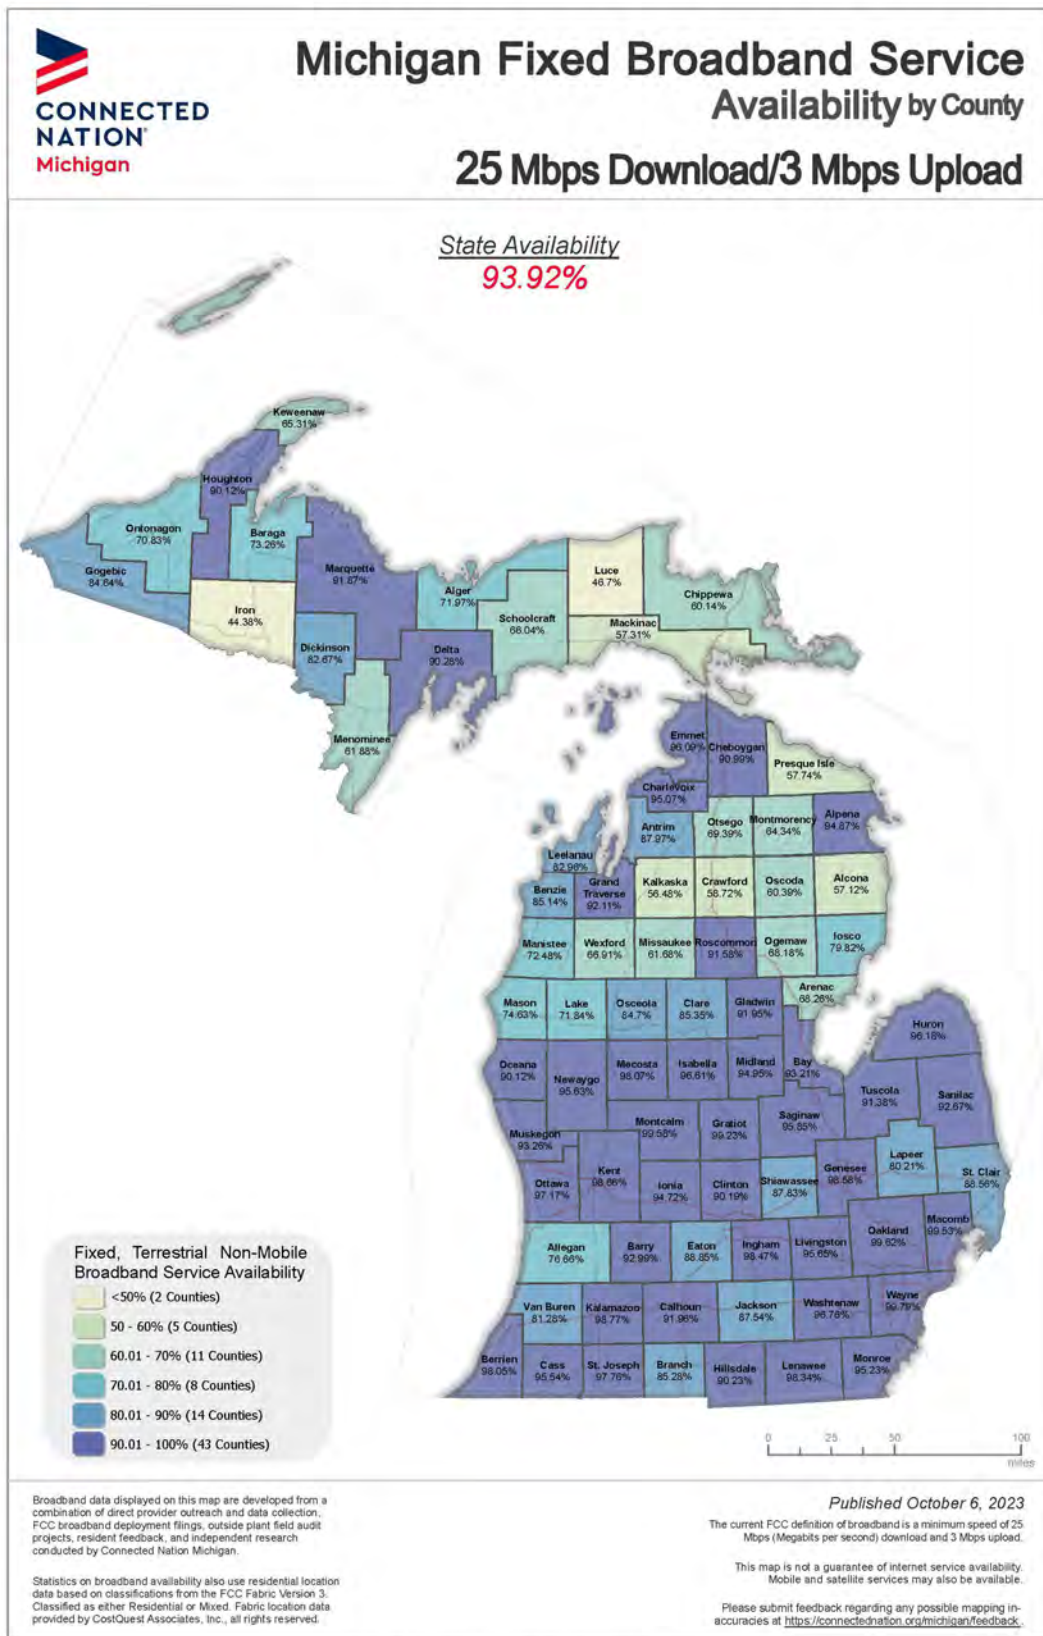 CONNECTED
NATION®
Michigan
Michigan Fixed Broadband Service
Availability by County
25 Mbps Download/3 Mbps Upload
State Availability
93.92%
Keweenaw
65.31%
Houghton
90.12%
Ontonagon
70.83%
Baraga
73.26%
Gogebic
84.64%
Marquette
91.87%
Iron
44.38%
Alger
71.97%
Luce
46.7%
Chippewa
60.14%
Schoolcraft
66.04%
Mackinac
57.31%
Dickinson
82.67%
Delta
90.28%
Menominee
61.88%
Emmet
96.09%
Cheboygan
90.99%
Presque Isle
57.74%
Charlevoix
95.07%
Antrim
87.97%
Otsego
69.39%
Montmorency
64.34%
Alpena
94.87%
Leelanau
82.96%
Benzie
85.14%
Grand
Traverse
92.11%
Kalkaska
56.48%
Crawford
58.72%
Oscoda
60.39%
Alcona
57.12%
Manistee
72.48%
Wexford
66.91%
Missaukee
61.68%
Roscommon
91.58%
Ogemaw
68.18%
Iosco
79.82%
Arenac
68.26%
Mason
74.63%
Lake
71.84%
Osceola
84.7%
Clare
85.35%
Gladwin
91.95%
Huron
96.18%
Oceana
90.12%
Newaygo
95.63%
Mecosta
98.07%
Isabella
96.61%
Midland
94.95%
Bay
93.21%
Tuscola
91.38%
Sanilac
92.67%
Muskegon
93.26%
Montcalm
99.58%
Gratiot
99.23%
Saginaw
95.85%
Ottawa
97.17%
Kent
98.66%
Ionia
94.72%
Clinton
90.19%
Shiawassee
87.83%
Genesee
98.58%
Lapeer
80.21%
St. Clair
88.56%
Allegan
76.66%
Barry
92.99%
Eaton
88.85%
Ingham
98.47%
Livingston
95.65%
Oakland
99.62%
Macomb
99.53%
Van Buren
81.28%
Kalamazoo
98.77%
Calhoun
91.96%
Jackson
87.54%
Washtenaw
96.76%
Wayne
99.79%
Berrien
98.05%
Cass
95.54%
St. Joseph
97.76%
Branch
85.28%
Hillsdale
90.23%
Lenawee
98.34%
Monroe
95.23%
Fixed, Terrestrial Non-Mobile
Broadband Service Availability
<50% (2 Counties)
50 - 60% (5 Counties)
60.01 - 70% (11 Counties)
70.01 - 80% (8 Counties)
80.01 - 90% (14 Counties)
90.01 - 100% (43 Counties)
0 25 50 100
miles
Broadband data displayed on this map are developed from a
combination of direct provider outreach and data collection,
FCC broadband deployment filings, outside plant field audit
projects, resident feedback, and independent research
conducted by Connected Nation Michigan.
Statistics on broadband availability also use residential location
data based on classifications from the FCC Fabric Version 3.
Classified as either Residential or Mixed. Fabric location data
provided by CostQuest Associates, Inc., all rights reserved.
Published October 6, 2023
The current FCC definition of broadband is a minimum speed of 25
Mbps (Megabits per second) download and 3 Mbps upload.
This map is not a guarantee of internet service availability.
Mobile and satellite services may also be available.
Please submit feedback regarding any possible mapping in-
accuracies at https://connectednation.org/michigan/feedback.